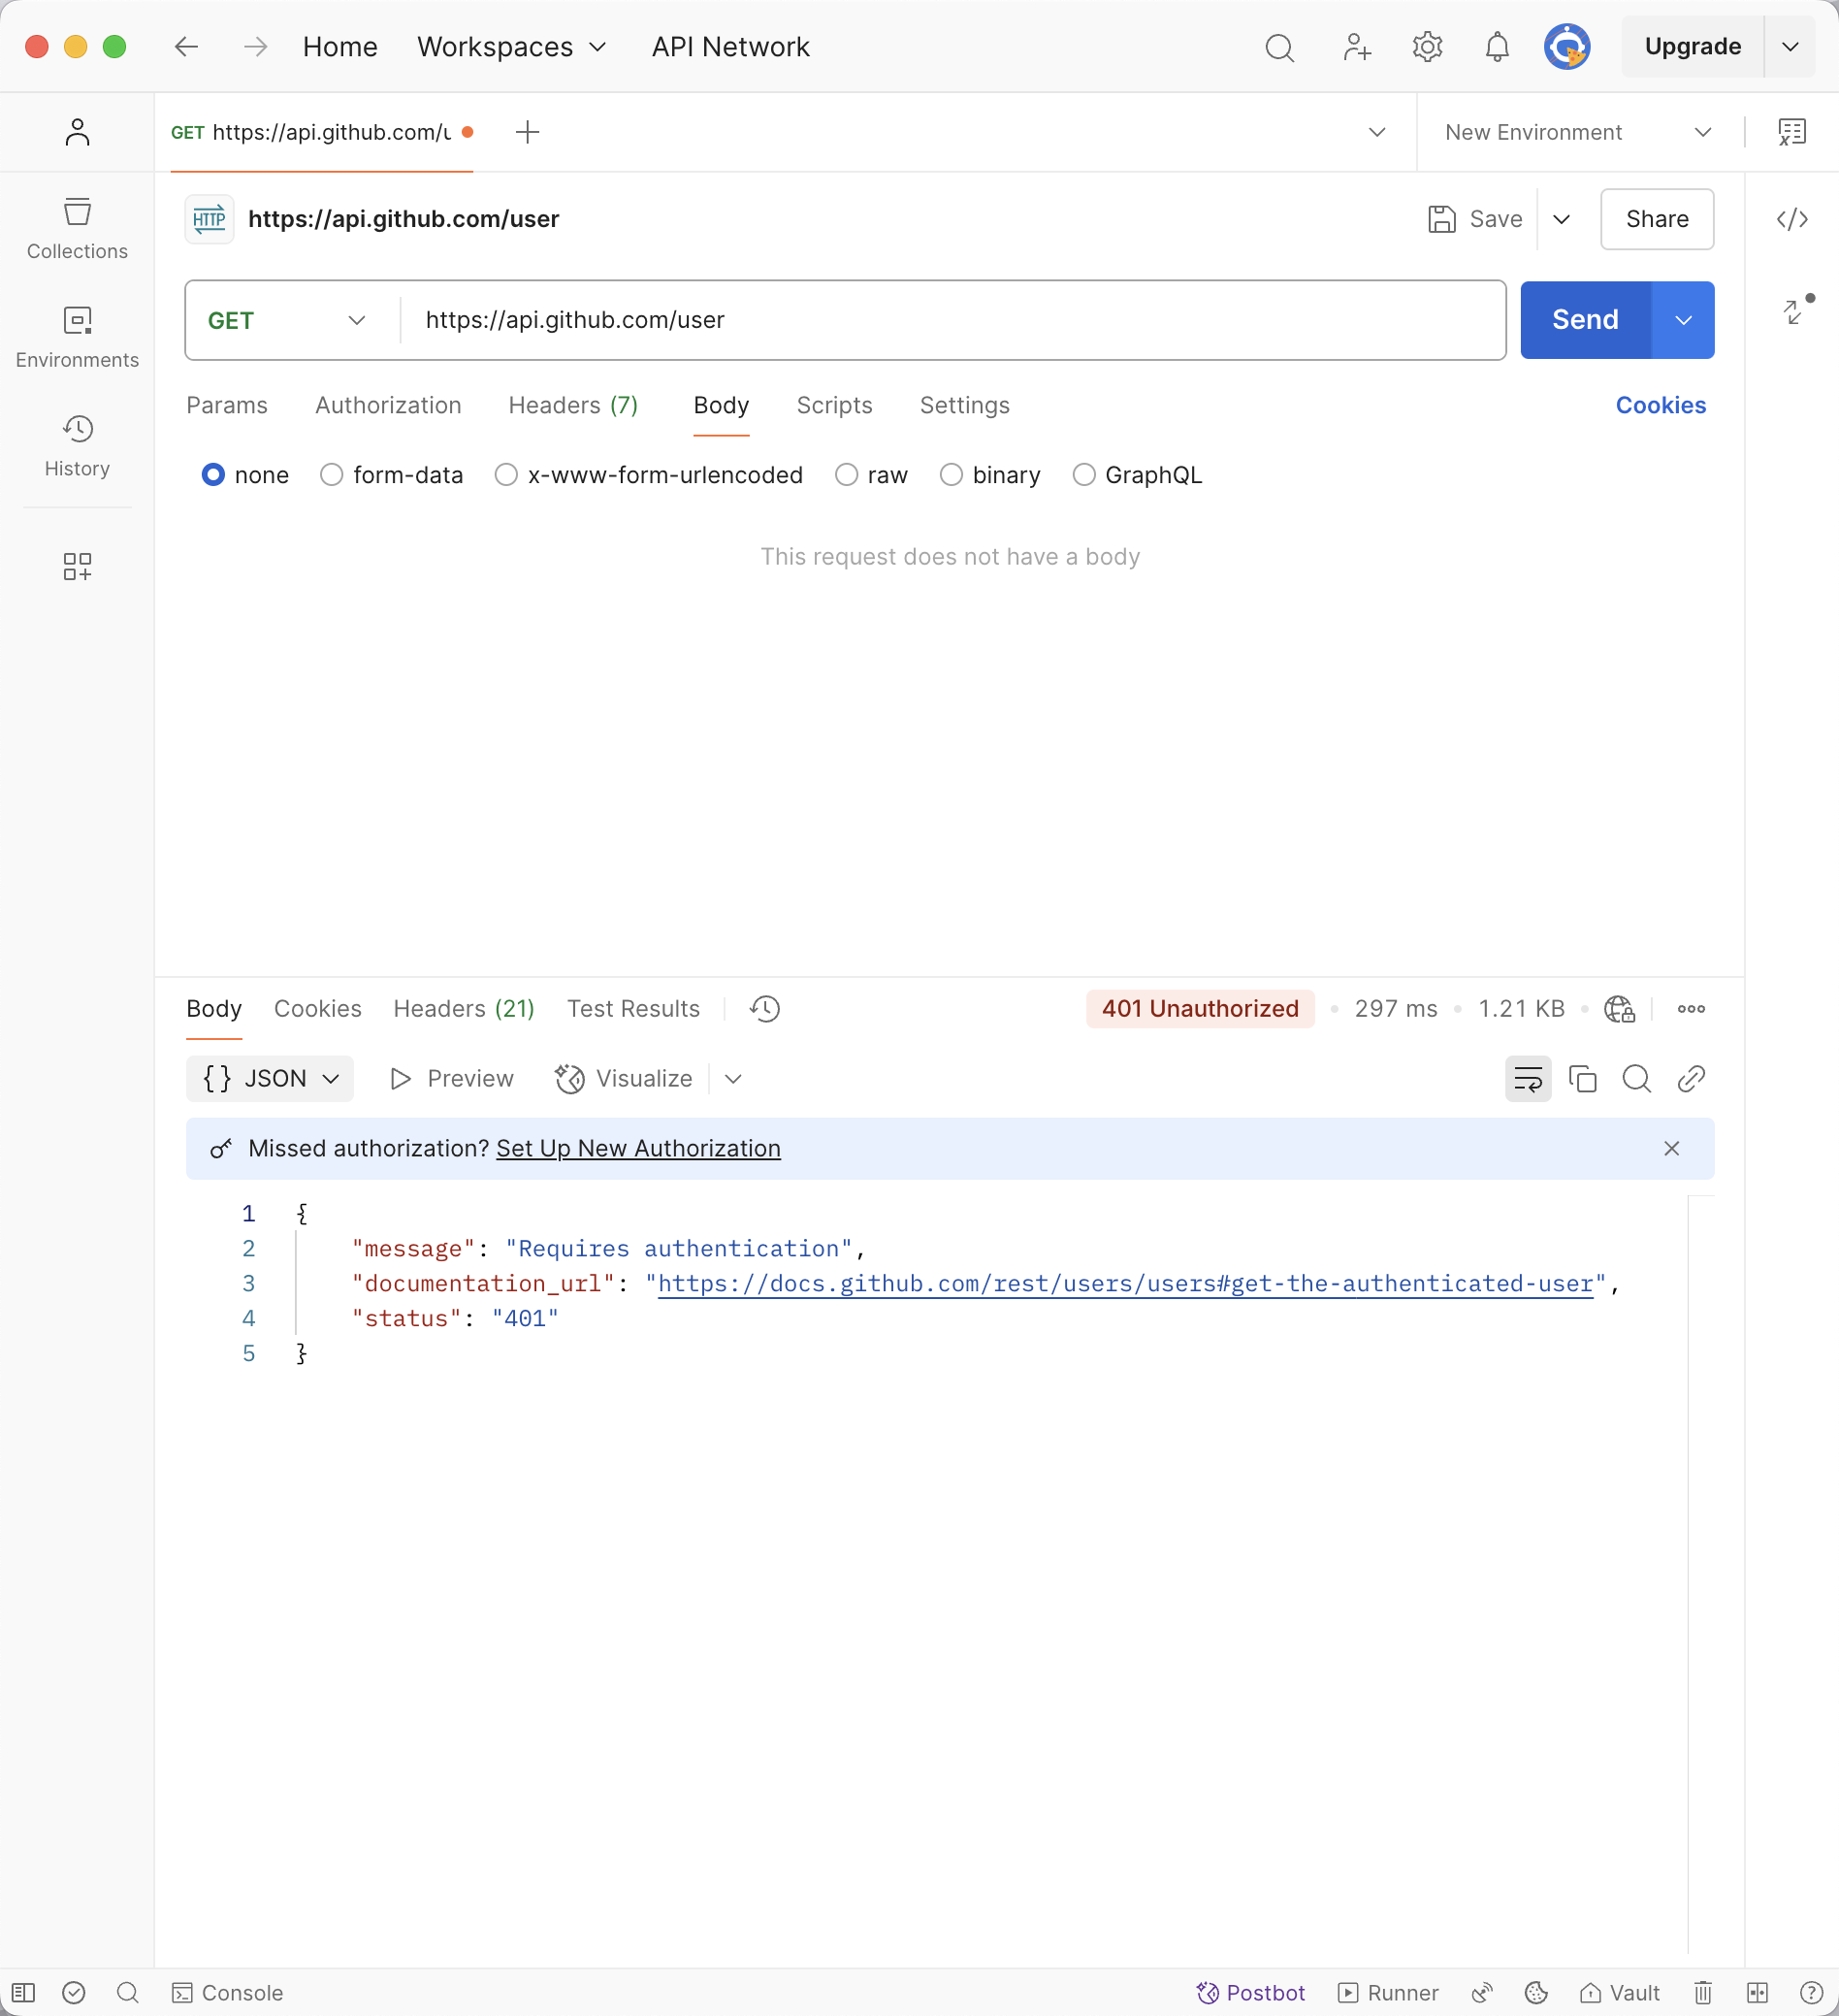 Home Workspaces API Network Upgrade
GET https://api.github.com/u New Environment
HTTP https://api.github.com/user Save Share
Collections
Environments
History
GET https://api.github.com/user Send
Params Authorization Headers (7) Body Scripts Settings Cookies
none form-data x-www-form-urlencoded raw binary GraphQL
This request does not have a body
Body Cookies Headers (21) Test Results 401 Unauthorized • 297 ms • 1.21 KB •
{} JSON Preview Visualize
Missed authorization? Set Up New Authorization
1 {
2 "message": "Requires authentication",
3 "documentation_url": "https://docs.github.com/rest/users/users#get-the-authenticated-user",
4 "status": "401"
5 }
Console Postbot Runner Vault